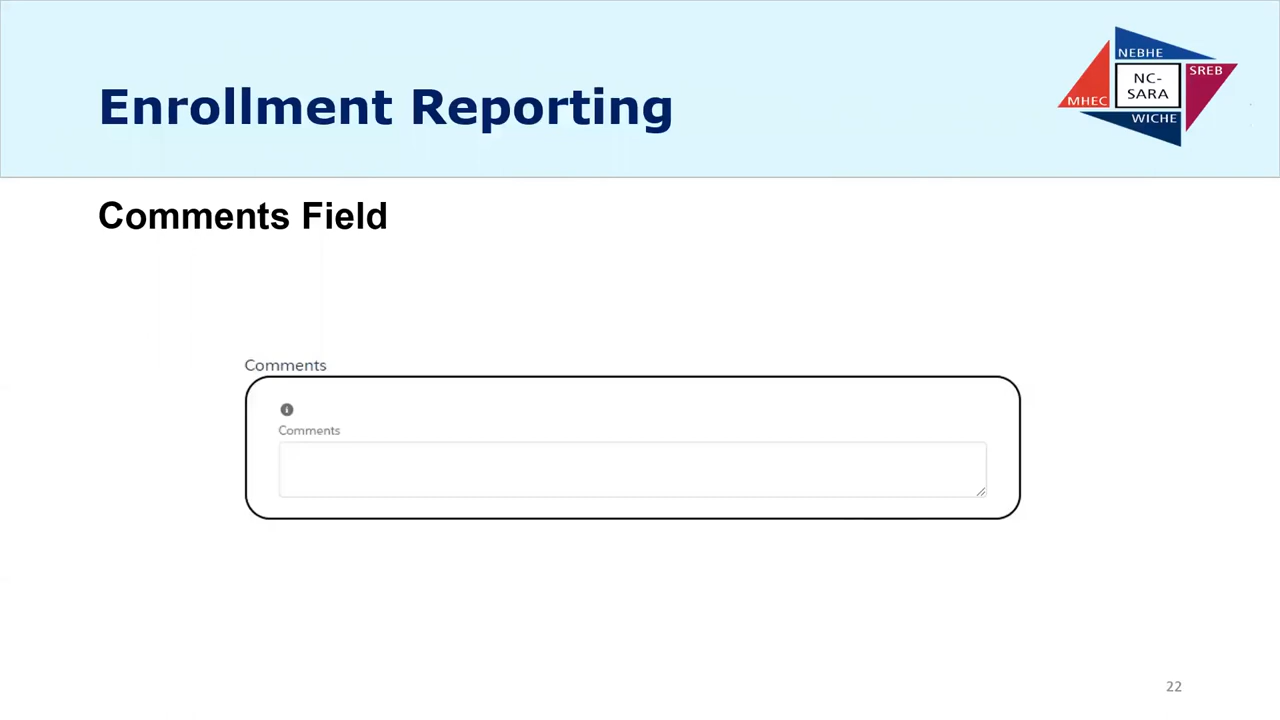 Enrollment Reporting
NEBHE
SREB
NC-
SARA
MHEC
WICHE
Comments Field
Comments
Comments
22